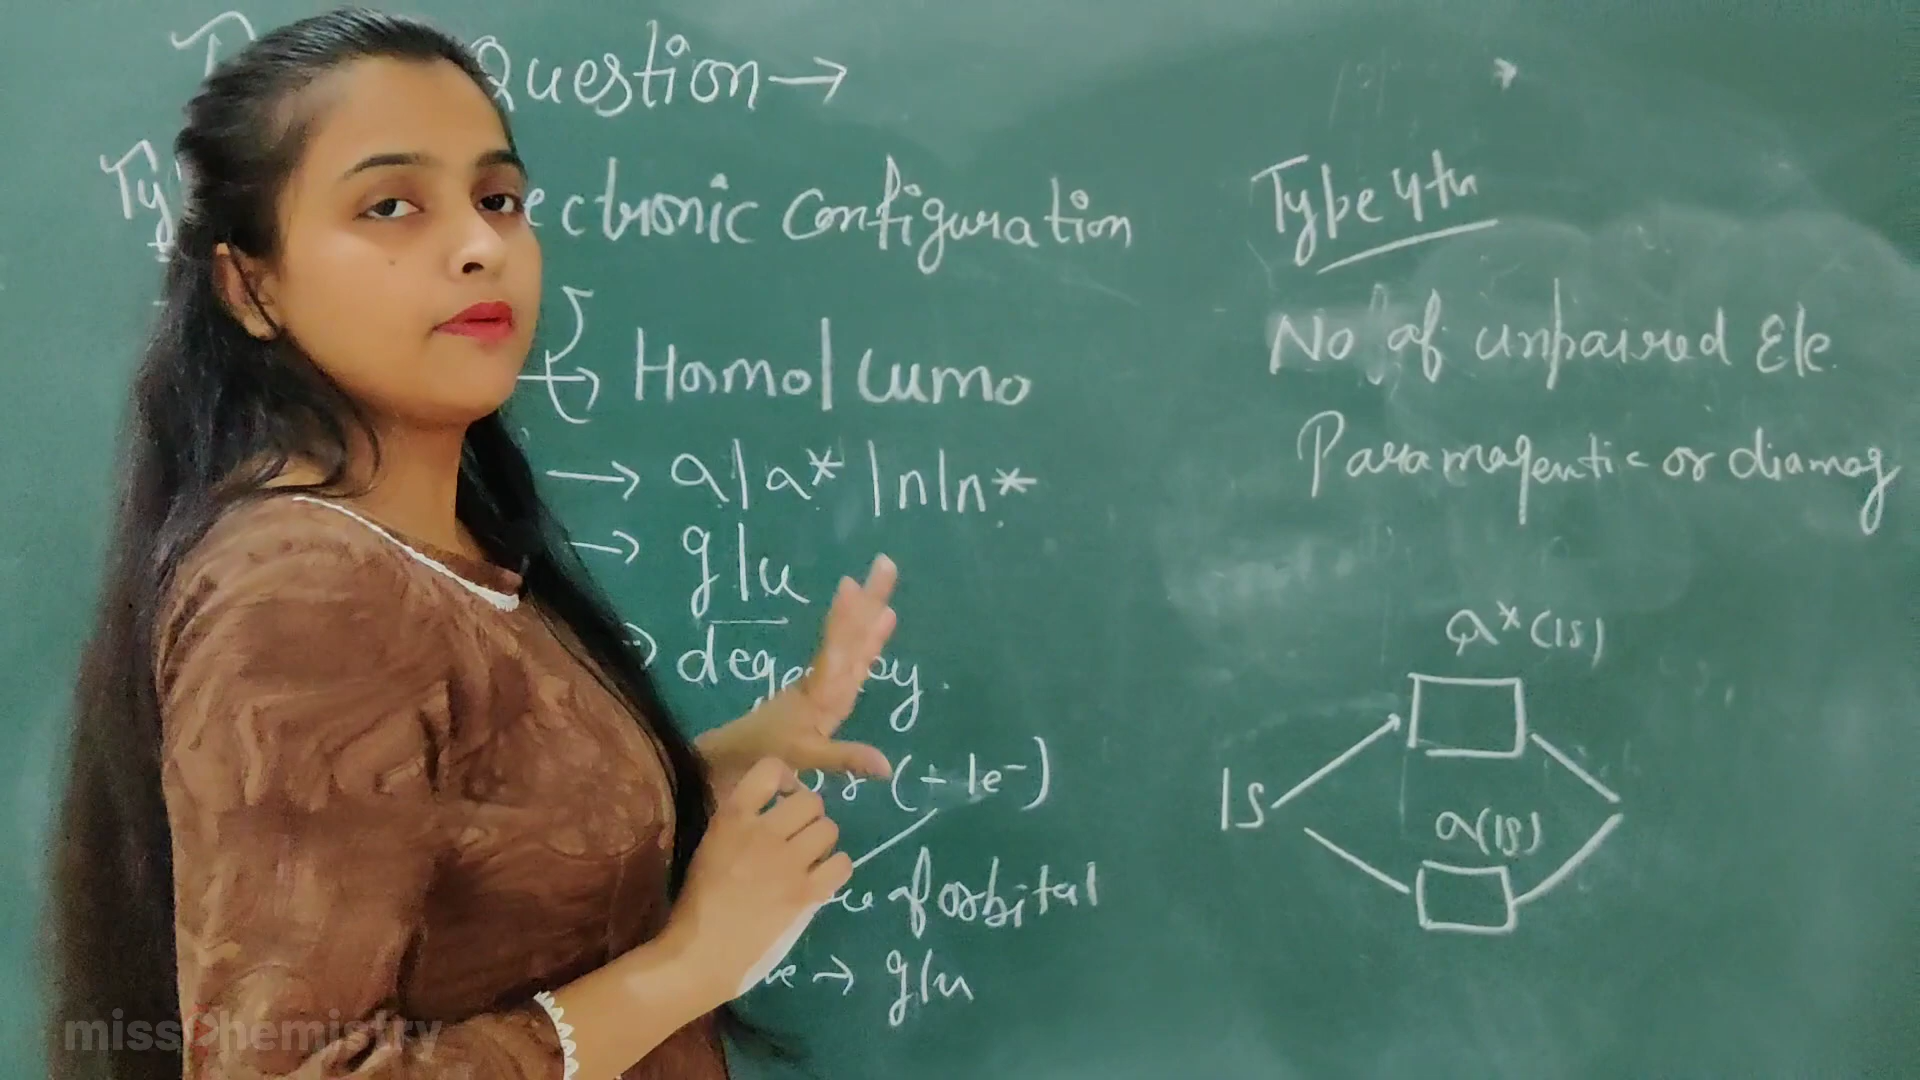 Question →
Electronic Configuration
→ Homo | Lumo
→ σ | σ* | π | π*
→ g | u
degeneracy
or (-1e⁻)
of orbital
→ g | u
Type 4th
No of unpaired Ele.
Paramagentic or diamag
σ*(1s)
1s
σ(1s)
missChemistry